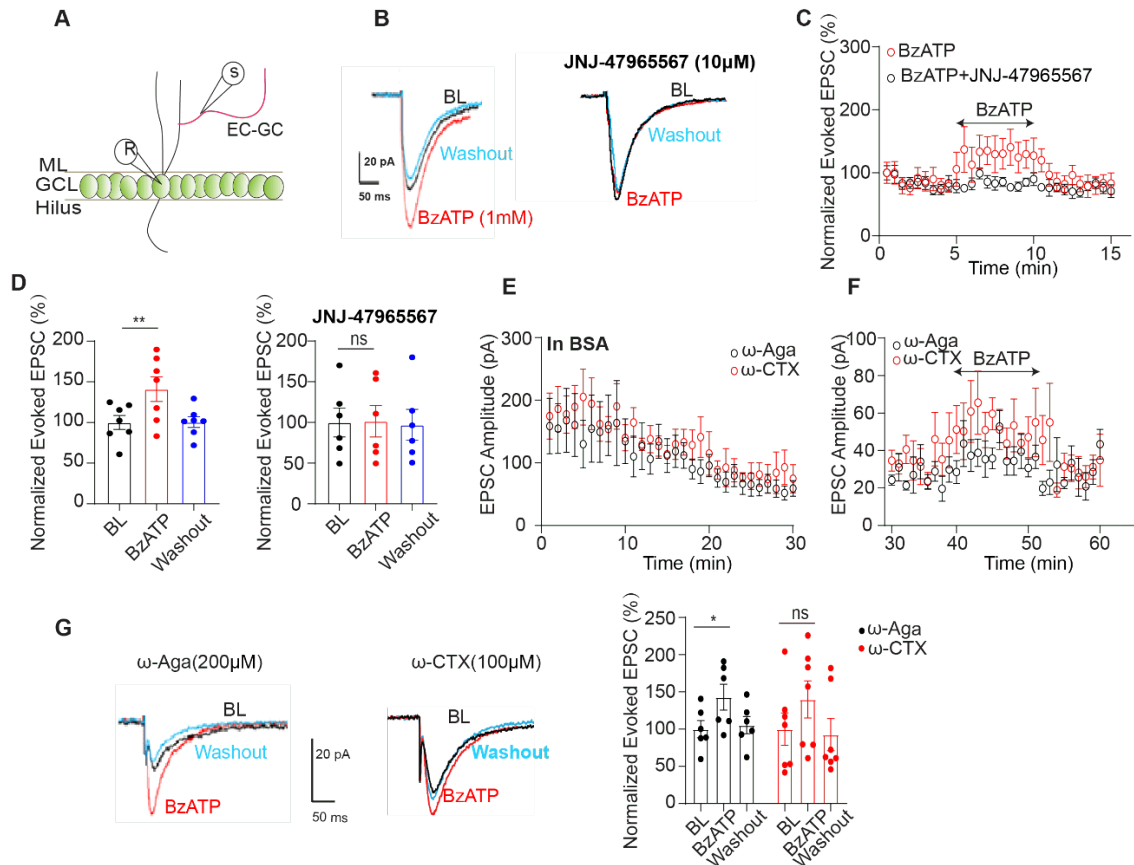 A
S
R
EC-GC
ML
GCL
Hilus
B
JNJ-47965567 (10µM)
BL
Washout
20 pA
50 ms
BzATP (1mM)
BL
Washout
BzATP
C
Normalized Evoked EPSC (%)
300
200
100
0
0
5
10
15
Time (min)
BzATP
BzATP+JNJ-47965567
BzATP
D
Normalized Evoked EPSC (%)
200
150
100
50
0
**
BL
BzATP
Washout
JNJ-47965567
Normalized Evoked EPSC (%)
200
150
100
50
0
ns
BL
BzATP
Washout
E
In BSA
EPSC Amplitude (pA)
300
200
100
0
0
10
20
30
Time (min)
ω-Aga
ω-CTX
F
EPSC Amplitude (pA)
100
80
60
40
20
0
30
40
50
60
Time (min)
ω-Aga
ω-CTX
BzATP
G
ω-Aga(200µM)
BL
Washout
BzATP
20 pA
50 ms
ω-CTX(100µM)
BL
Washout
BzATP
Normalized Evoked EPSC (%)
250
200
150
100
50
0
*
ns
ω-Aga
ω-CTX
BL
BzATP
Washout
BL
BzATP
Washout